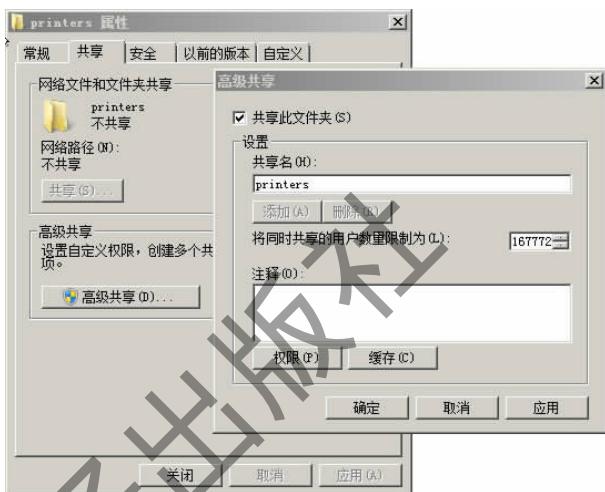 printers 属性
常规
共享
安全
以前的版本
自定义
网络文件和文件夹共享
printers
不共享
网络路径(N):
不共享
共享(S)...
高级共享
设置自定义权限，创建多个共
项。
高级共享(D)...
关闭
取消
应用(A)
高级共享
共享此文件夹(S)
设置
共享名(H):
printers
添加(A)
删除(R)
将同时共享的用户数量限制为(L):
167772
注释(O):
权限(P)
缓存(C)
确定
取消
应用
出版社